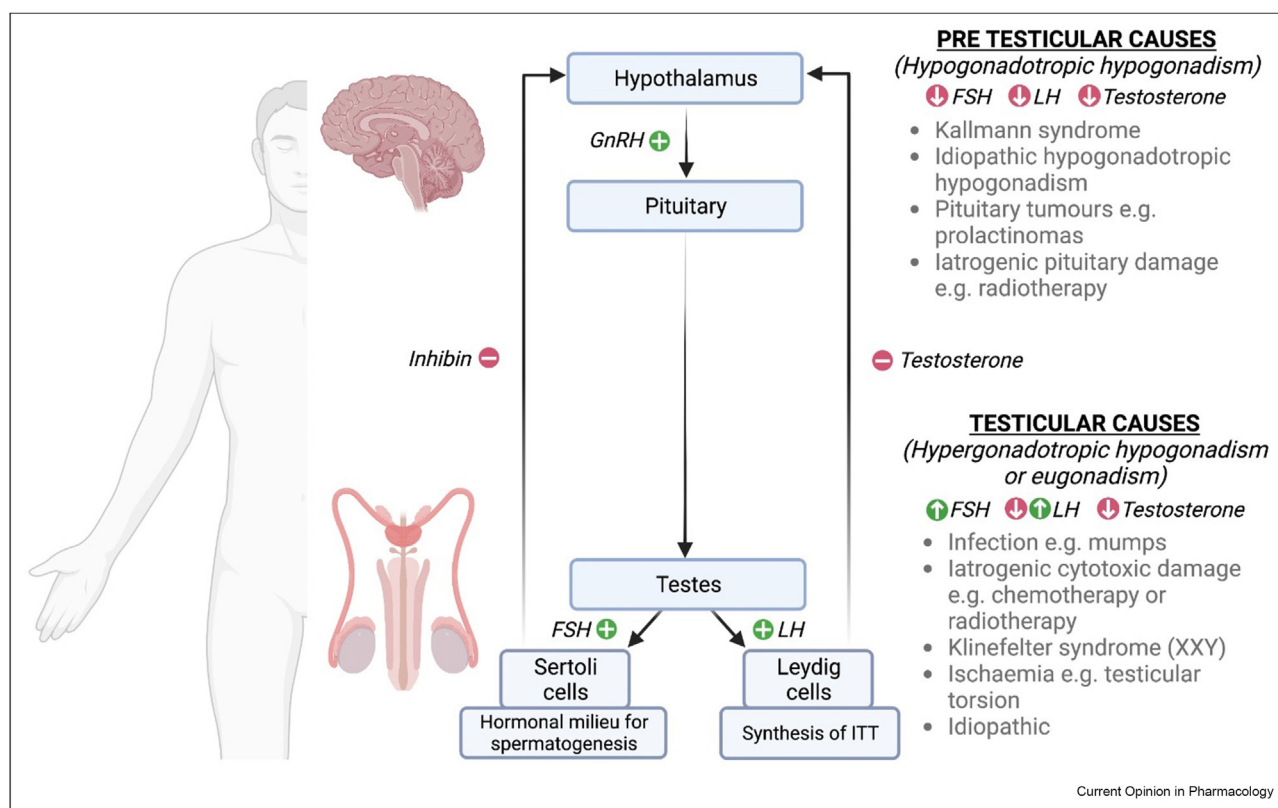 Hypothalamus
GnRH
Pituitary
Inhibin
Testosterone
Testes
FSH
LH
Sertoli
cells
Hormonal milieu for
spermatogenesis
Leydig
cells
Synthesis of ITT
PRE TESTICULAR CAUSES
(Hypogonadotropic hypogonadism)
FSH LH Testosterone
• Kallmann syndrome
• Idiopathic hypogonadotropic
hypogonadism
• Pituitary tumours e.g.
prolactinomas
• Iatrogenic pituitary damage
e.g. radiotherapy
TESTICULAR CAUSES
(Hypergonadotropic hypogonadism
or eugonadism)
FSH LH Testosterone
• Infection e.g. mumps
• Iatrogenic cytotoxic damage
e.g. chemotherapy or
radiotherapy
• Klinefelter syndrome (XXY)
• Ischaemia e.g. testicular
torsion
• Idiopathic
Current Opinion in Pharmacology